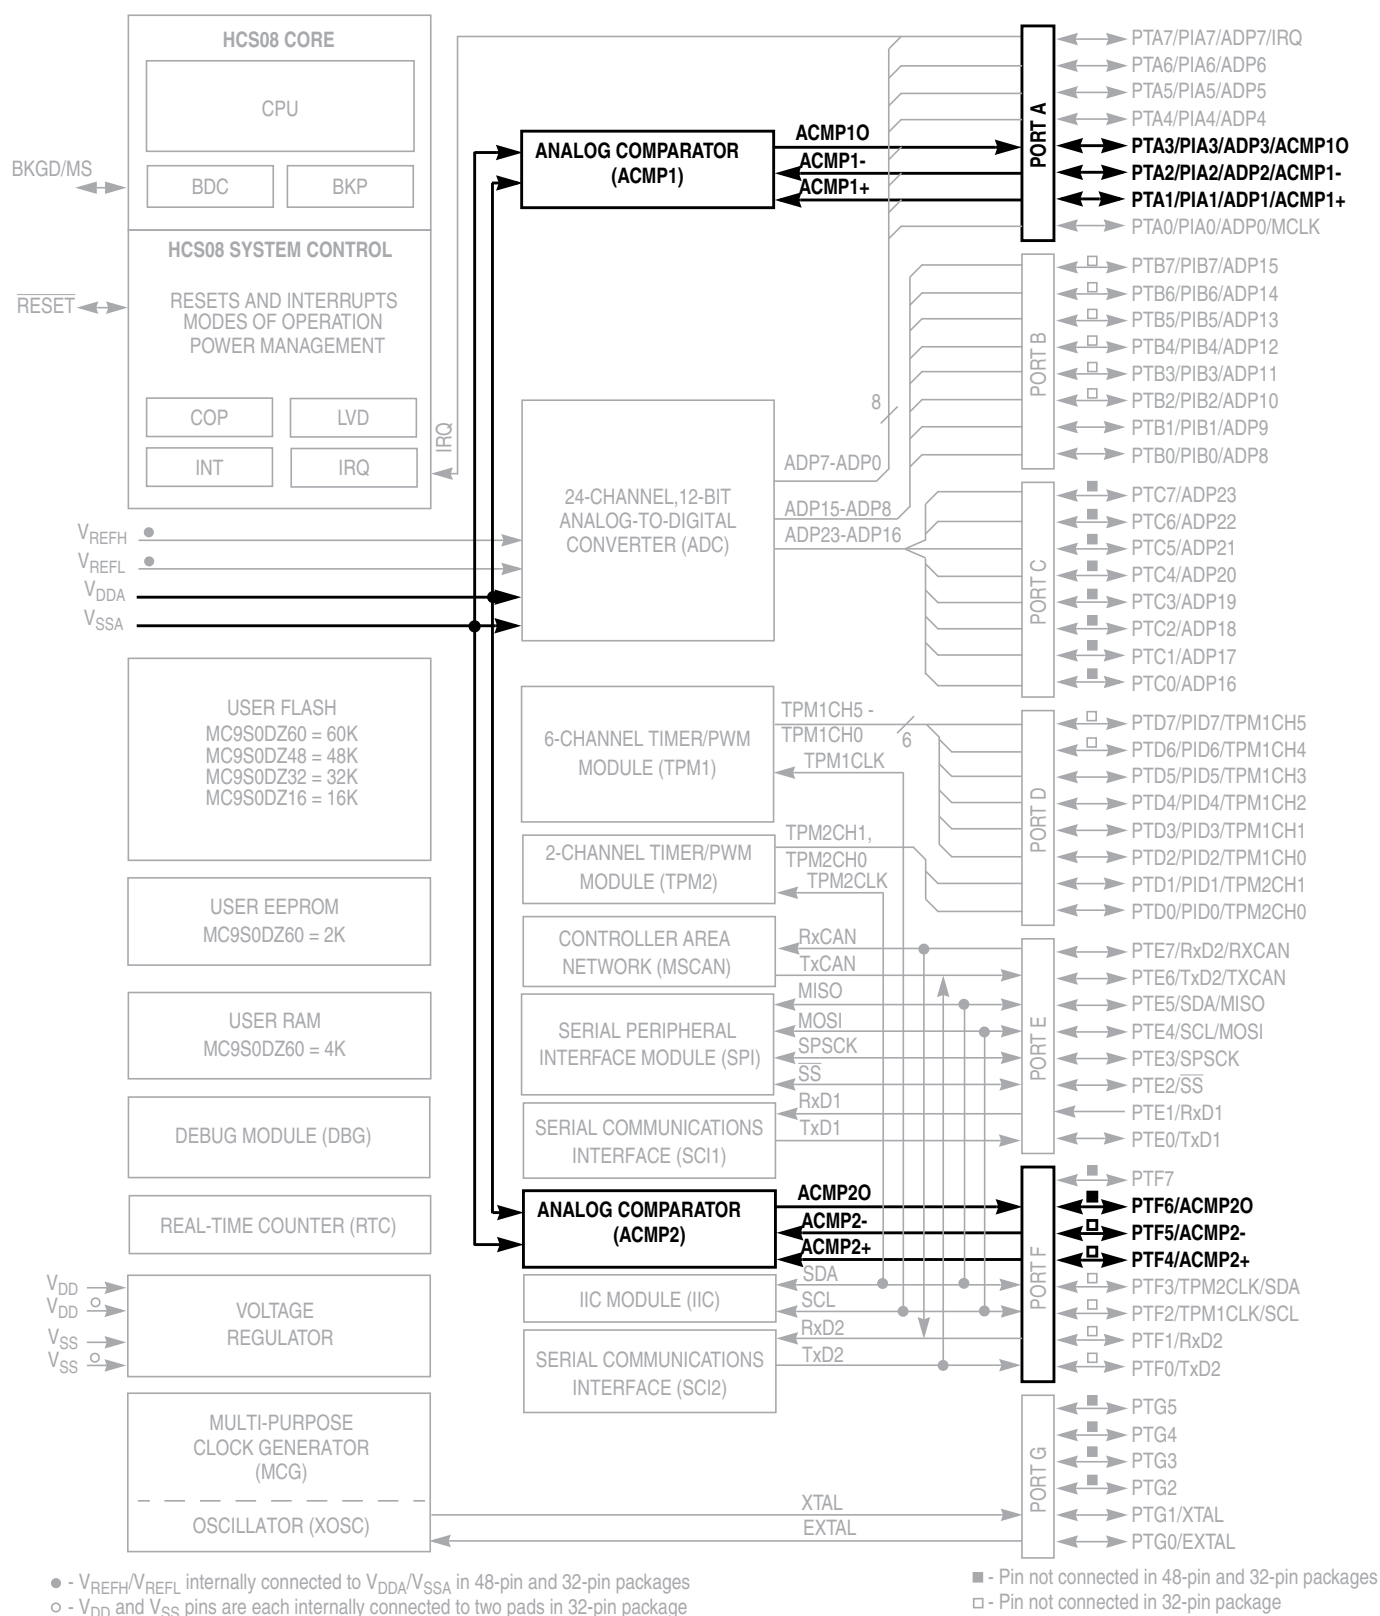 HCS08 CORE
CPU
BDC
BKP
BKGD/MS
HCS08 SYSTEM CONTROL
RESETS AND INTERRUPTS
MODES OF OPERATION
POWER MANAGEMENT
RESET
COP
LVD
INT
IRQ
IRQ
VREFH
VREFL
VDDA
VSSA
USER FLASH
MC9S0DZ60 = 60K
MC9S0DZ48 = 48K
MC9S0DZ32 = 32K
MC9S0DZ16 = 16K
USER EEPROM
MC9S0DZ60 = 2K
USER RAM
MC9S0DZ60 = 4K
DEBUG MODULE (DBG)
REAL-TIME COUNTER (RTC)
VDD
VDD
VSS
VSS
VOLTAGE
REGULATOR
MULTI-PURPOSE
CLOCK GENERATOR
(MCG)
OSCILLATOR (XOSC)
ANALOG COMPARATOR
(ACMP1)
ACMP1O
ACMP1-
ACMP1+
24-CHANNEL,12-BIT
ANALOG-TO-DIGITAL
CONVERTER (ADC)
8
ADP7-ADP0
ADP15-ADP8
ADP23-ADP16
6-CHANNEL TIMER/PWM
MODULE (TPM1)
TPM1CH5 -
TPM1CH0
6
TPM1CLK
2-CHANNEL TIMER/PWM
MODULE (TPM2)
TPM2CH1,
TPM2CH0
TPM2CLK
CONTROLLER AREA
NETWORK (MSCAN)
RxCAN
TxCAN
SERIAL PERIPHERAL
INTERFACE MODULE (SPI)
MISO
MOSI
SPSCK
SS
SERIAL COMMUNICATIONS
INTERFACE (SCI1)
RxD1
TxD1
ANALOG COMPARATOR
(ACMP2)
ACMP2O
ACMP2-
ACMP2+
IIC MODULE (IIC)
SDA
SCL
SERIAL COMMUNICATIONS
INTERFACE (SCI2)
RxD2
TxD2
XTAL
EXTAL
PORT A
PTA7/PIA7/ADP7/IRQ
PTA6/PIA6/ADP6
PTA5/PIA5/ADP5
PTA4/PIA4/ADP4
PTA3/PIA3/ADP3/ACMP1O
PTA2/PIA2/ADP2/ACMP1-
PTA1/PIA1/ADP1/ACMP1+
PTA0/PIA0/ADP0/MCLK
PORT B
PTB7/PIB7/ADP15
PTB6/PIB6/ADP14
PTB5/PIB5/ADP13
PTB4/PIB4/ADP12
PTB3/PIB3/ADP11
PTB2/PIB2/ADP10
PTB1/PIB1/ADP9
PTB0/PIB0/ADP8
PORT C
PTC7/ADP23
PTC6/ADP22
PTC5/ADP21
PTC4/ADP20
PTC3/ADP19
PTC2/ADP18
PTC1/ADP17
PTC0/ADP16
PORT D
PTD7/PID7/TPM1CH5
PTD6/PID6/TPM1CH4
PTD5/PID5/TPM1CH3
PTD4/PID4/TPM1CH2
PTD3/PID3/TPM1CH1
PTD2/PID2/TPM1CH0
PTD1/PID1/TPM2CH1
PTD0/PID0/TPM2CH0
PORT E
PTE7/RxD2/RXCAN
PTE6/TxD2/TXCAN
PTE5/SDA/MISO
PTE4/SCL/MOSI
PTE3/SPSCK
PTE2/SS
PTE1/RxD1
PTE0/TxD1
PORT F
PTF7
PTF6/ACMP2O
PTF5/ACMP2-
PTF4/ACMP2+
PTF3/TPM2CLK/SDA
PTF2/TPM1CLK/SCL
PTF1/RxD2
PTF0/TxD2
PORT G
PTG5
PTG4
PTG3
PTG2
PTG1/XTAL
PTG0/EXTAL
● - VREFH/VREFL internally connected to VDDA/VSSA in 48-pin and 32-pin packages
○ - VDD and VSS pins are each internally connected to two pads in 32-pin package
■ - Pin not connected in 48-pin and 32-pin packages
□ - Pin not connected in 32-pin package